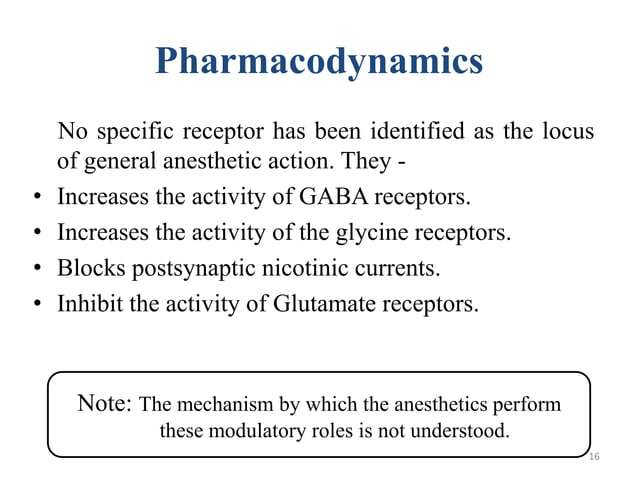 Pharmacodynamics
No specific receptor has been identified as the locus
of general anesthetic action. They -
• Increases the activity of GABA receptors.
• Increases the activity of the glycine receptors.
• Blocks postsynaptic nicotinic currents.
• Inhibit the activity of Glutamate receptors.
Note: The mechanism by which the anesthetics perform
these modulatory roles is not understood.
16